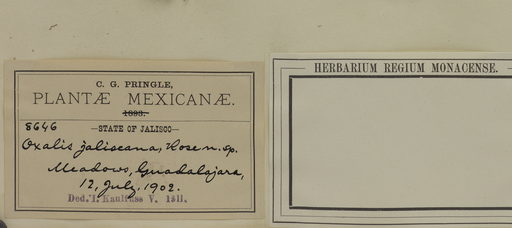 C. G. PRINGLE,
PLANTÆ MEXICANÆ.
1893.
8646
—STATE OF JALISCO—
Oxalis jaliscana, Rose n. sp.
Meadows, Guadalajara,
12, July, 1902.
Ded. I. Kaulfuss V. 1911.
HERBARIUM REGIUM MONACENSE.